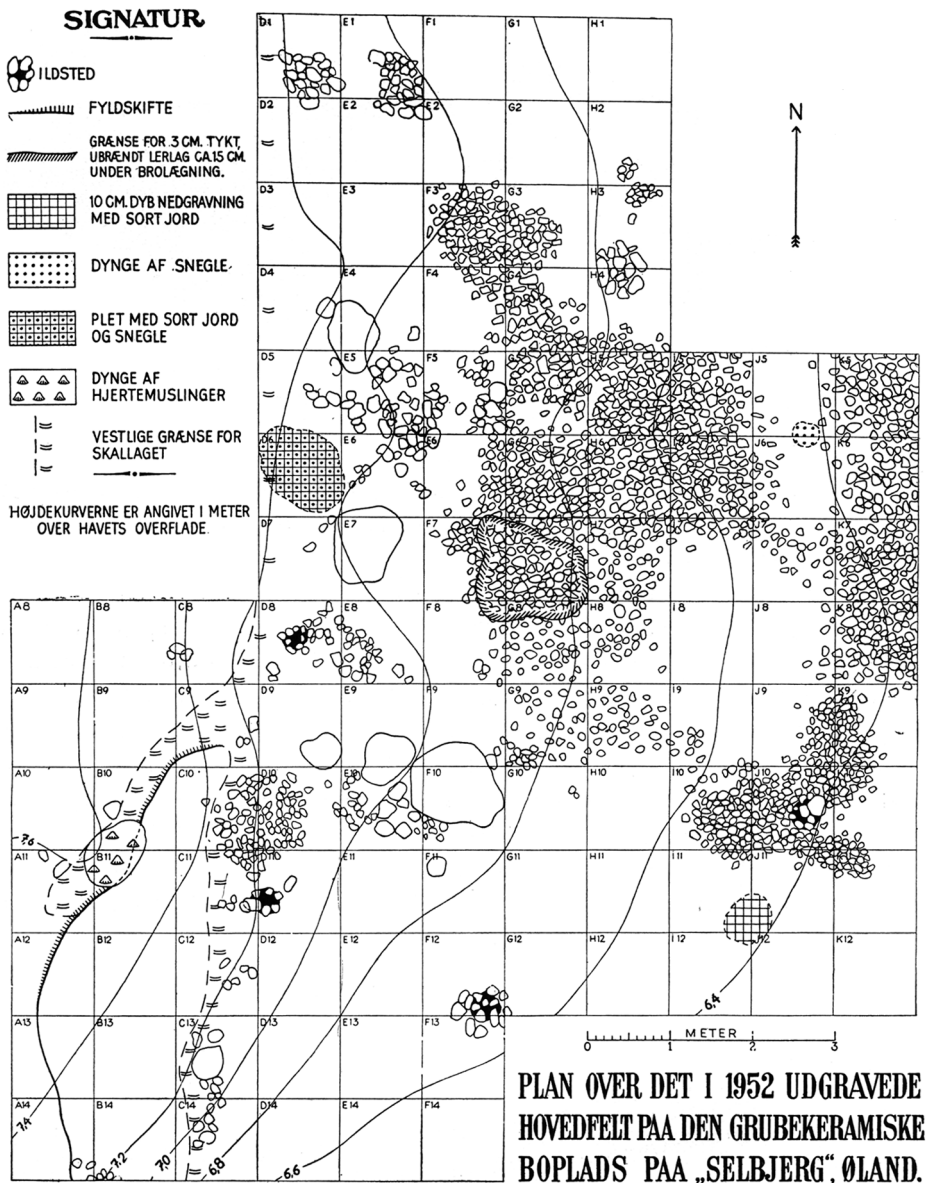 SIGNATUR
ILDSTED
FYLDSKIFTE
GRÆNSE FOR 3 CM. TYKT,
UBRÆNDT LERLAG CA.15 CM.
UNDER BROLÆGNING.
10 CM. DYB NEDGRAVNING
MED SORT JORD
DYNGE AF SNEGLE
PLET MED SORT JORD
OG SNEGLE
DYNGE AF
HJERTEMUSLINGER
VESTLIGE GRÆNSE FOR
SKALLAGET
HØJDEKURVERNE ER ANGIVET I METER
OVER HAVETS OVERFLADE
N
D1 E1 F1 G1 H1
D2 E2 F2 G2 H2
D3 E3 F3 G3 H3
D4 E4 F4 G4 H4
D5 E5 F5 G5 H5 J5 K5
D6 E6 F6 G6 H6 J6 K6
D7 E7 F7 H7 K7
A8 B8 C8 D8 E8 F8 G8 H8 I8 J8 K8
A9 B9 C9 D9 E9 F9 G9 H9 I9 J9 K9
A10 B10 C10 D10 E10 F10 G10 H10 I10 J10
7.6
A11 B11 C11 D11 E11 F11 G11 H11 I11 J11
A12 B12 C12 D12 E12 F12 G12 H12 I12 K12
6,4
A13 B13 C13 D13 E13 F13
A14 B14 C14 D14 E14 F14
7.4 7.2 7.0 6,8 6,6
METER
0 1 2 3
PLAN OVER DET I 1952 UDGRAVEDE
HOVEDFELT PAA DEN GRUBEKERAMISKE
BOPLADS PAA „SELBJERG“, ØLAND.